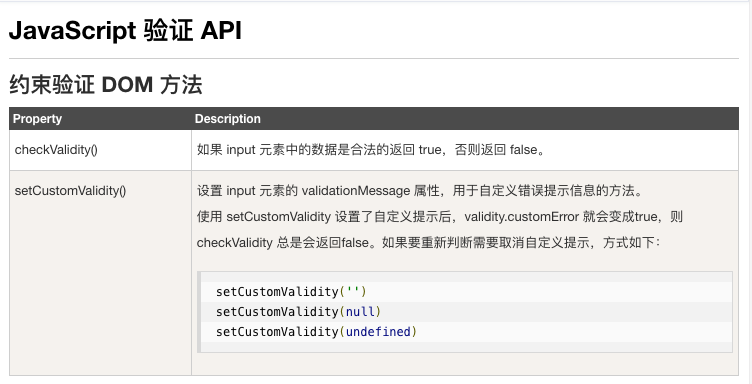 JavaScript 验证 API
约束验证 DOM 方法
Property Description
checkValidity() 如果 input 元素中的数据是合法的返回 true，否则返回 false。
setCustomValidity() 设置 input 元素的 validationMessage 属性，用于自定义错误提示信息的方法。
使用 setCustomValidity 设置了自定义提示后，validity.customError 就会变成true，则
checkValidity 总是会返回false。如果要重新判断需要取消自定义提示，方式如下：
setCustomValidity('')
setCustomValidity(null)
setCustomValidity(undefined)